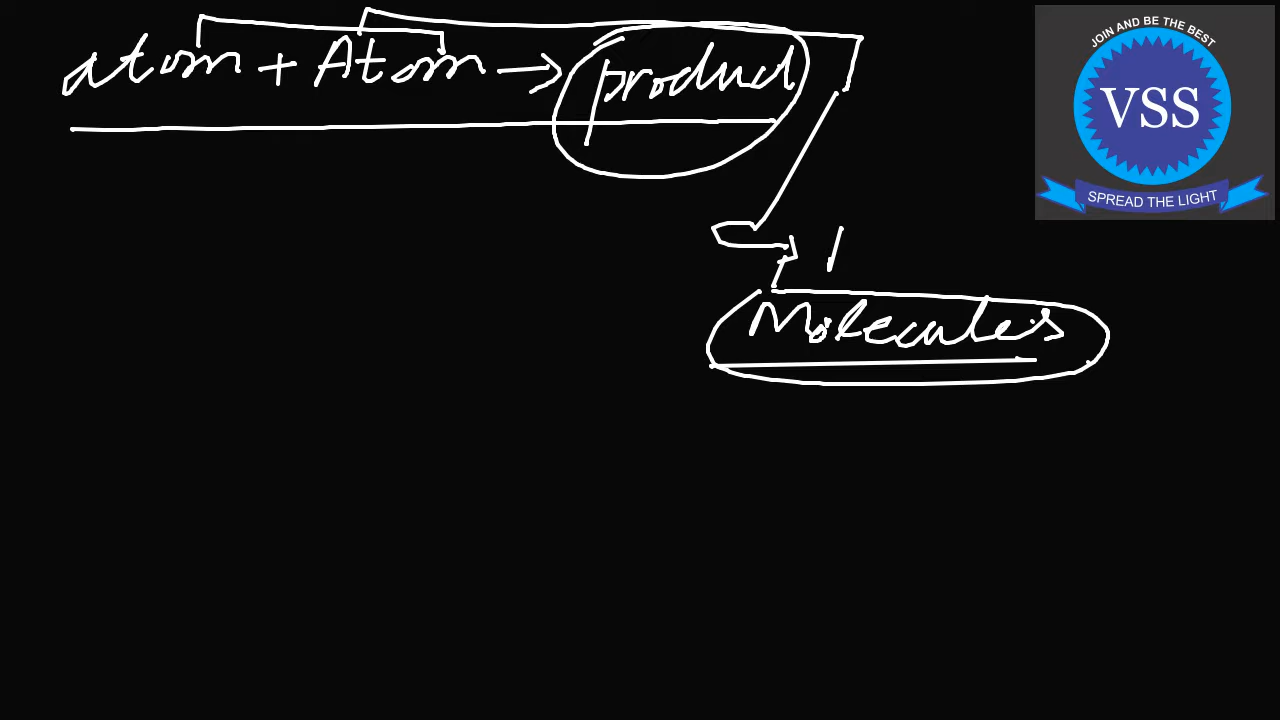 atom + Atom → product
Molecules
JOIN AND BE THE BEST
VSS
SPREAD THE LIGHT